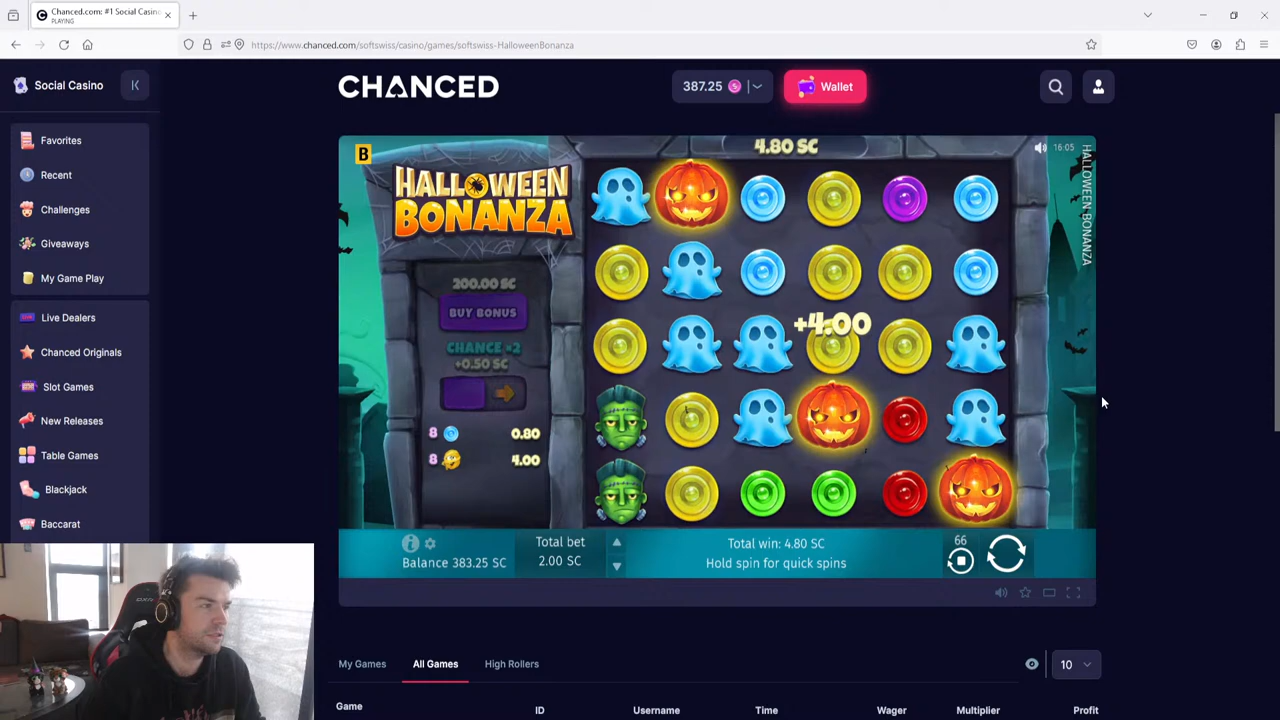 Chanced.com: #1 Social Casin
PLAYING
https://www.chanced.com/softswiss/casino/games/softswiss-HalloweenBonanza
Social Casino
CHANCED
387.25
Wallet
Favorites
Recent
Challenges
Giveaways
My Game Play
Live Dealers
Chanced Originals
Slot Games
New Releases
Table Games
Blackjack
Baccarat
B
4.80 SC
16:05
HALLOWEEN BONANZA
HALLOWEEN
BONANZA
200.00 SC
BUY BONUS
CHANCE ×2
+0.50 SC
8 0.80
8 4.00
+4.00
Balance 383.25 SC
Total bet
2.00 SC
Total win: 4.80 SC
Hold spin for quick spins
66
My Games
All Games
High Rollers
10
Game
ID
Username
Time
Wager
Multiplier
Profit